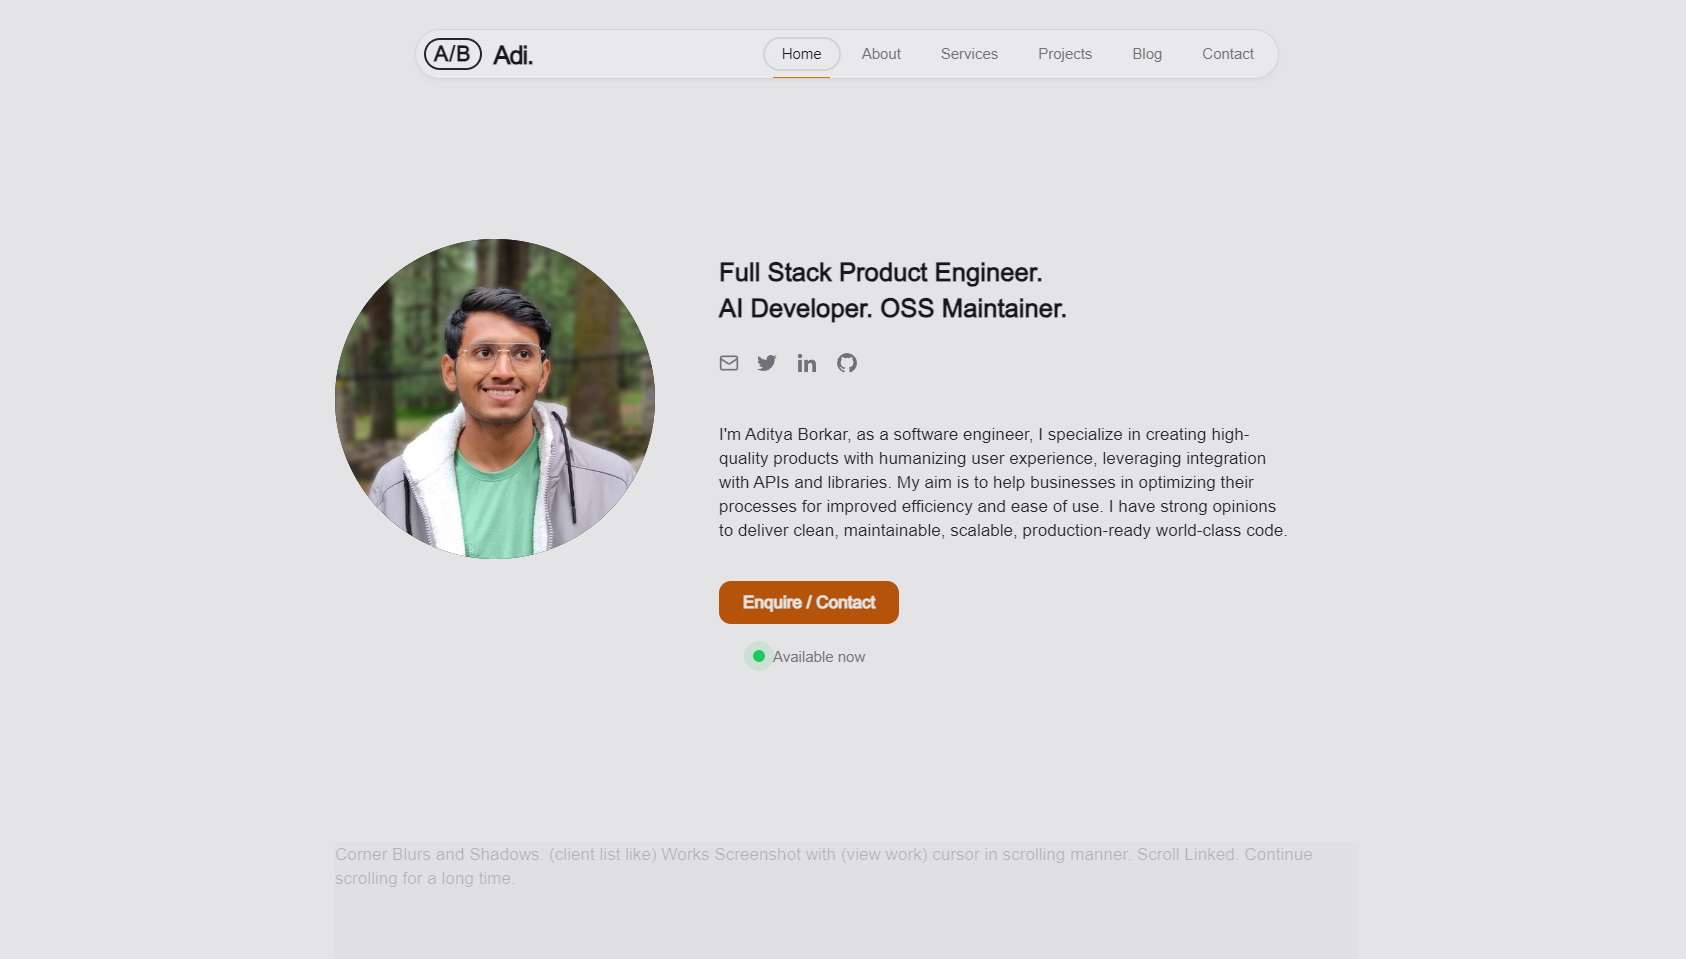 A/B Adi. Home About Services Projects Blog Contact
Full Stack Product Engineer.
AI Developer. OSS Maintainer.
I'm Aditya Borkar, as a software engineer, I specialize in creating high-
quality products with humanizing user experience, leveraging integration
with APIs and libraries. My aim is to help businesses in optimizing their
processes for improved efficiency and ease of use. I have strong opinions
to deliver clean, maintainable, scalable, production-ready world-class code.
Enquire / Contact
Available now
Corner Blurs and Shadows. (client list like) Works Screenshot with (view work) cursor in scrolling manner. Scroll Linked. Continue
scrolling for a long time.